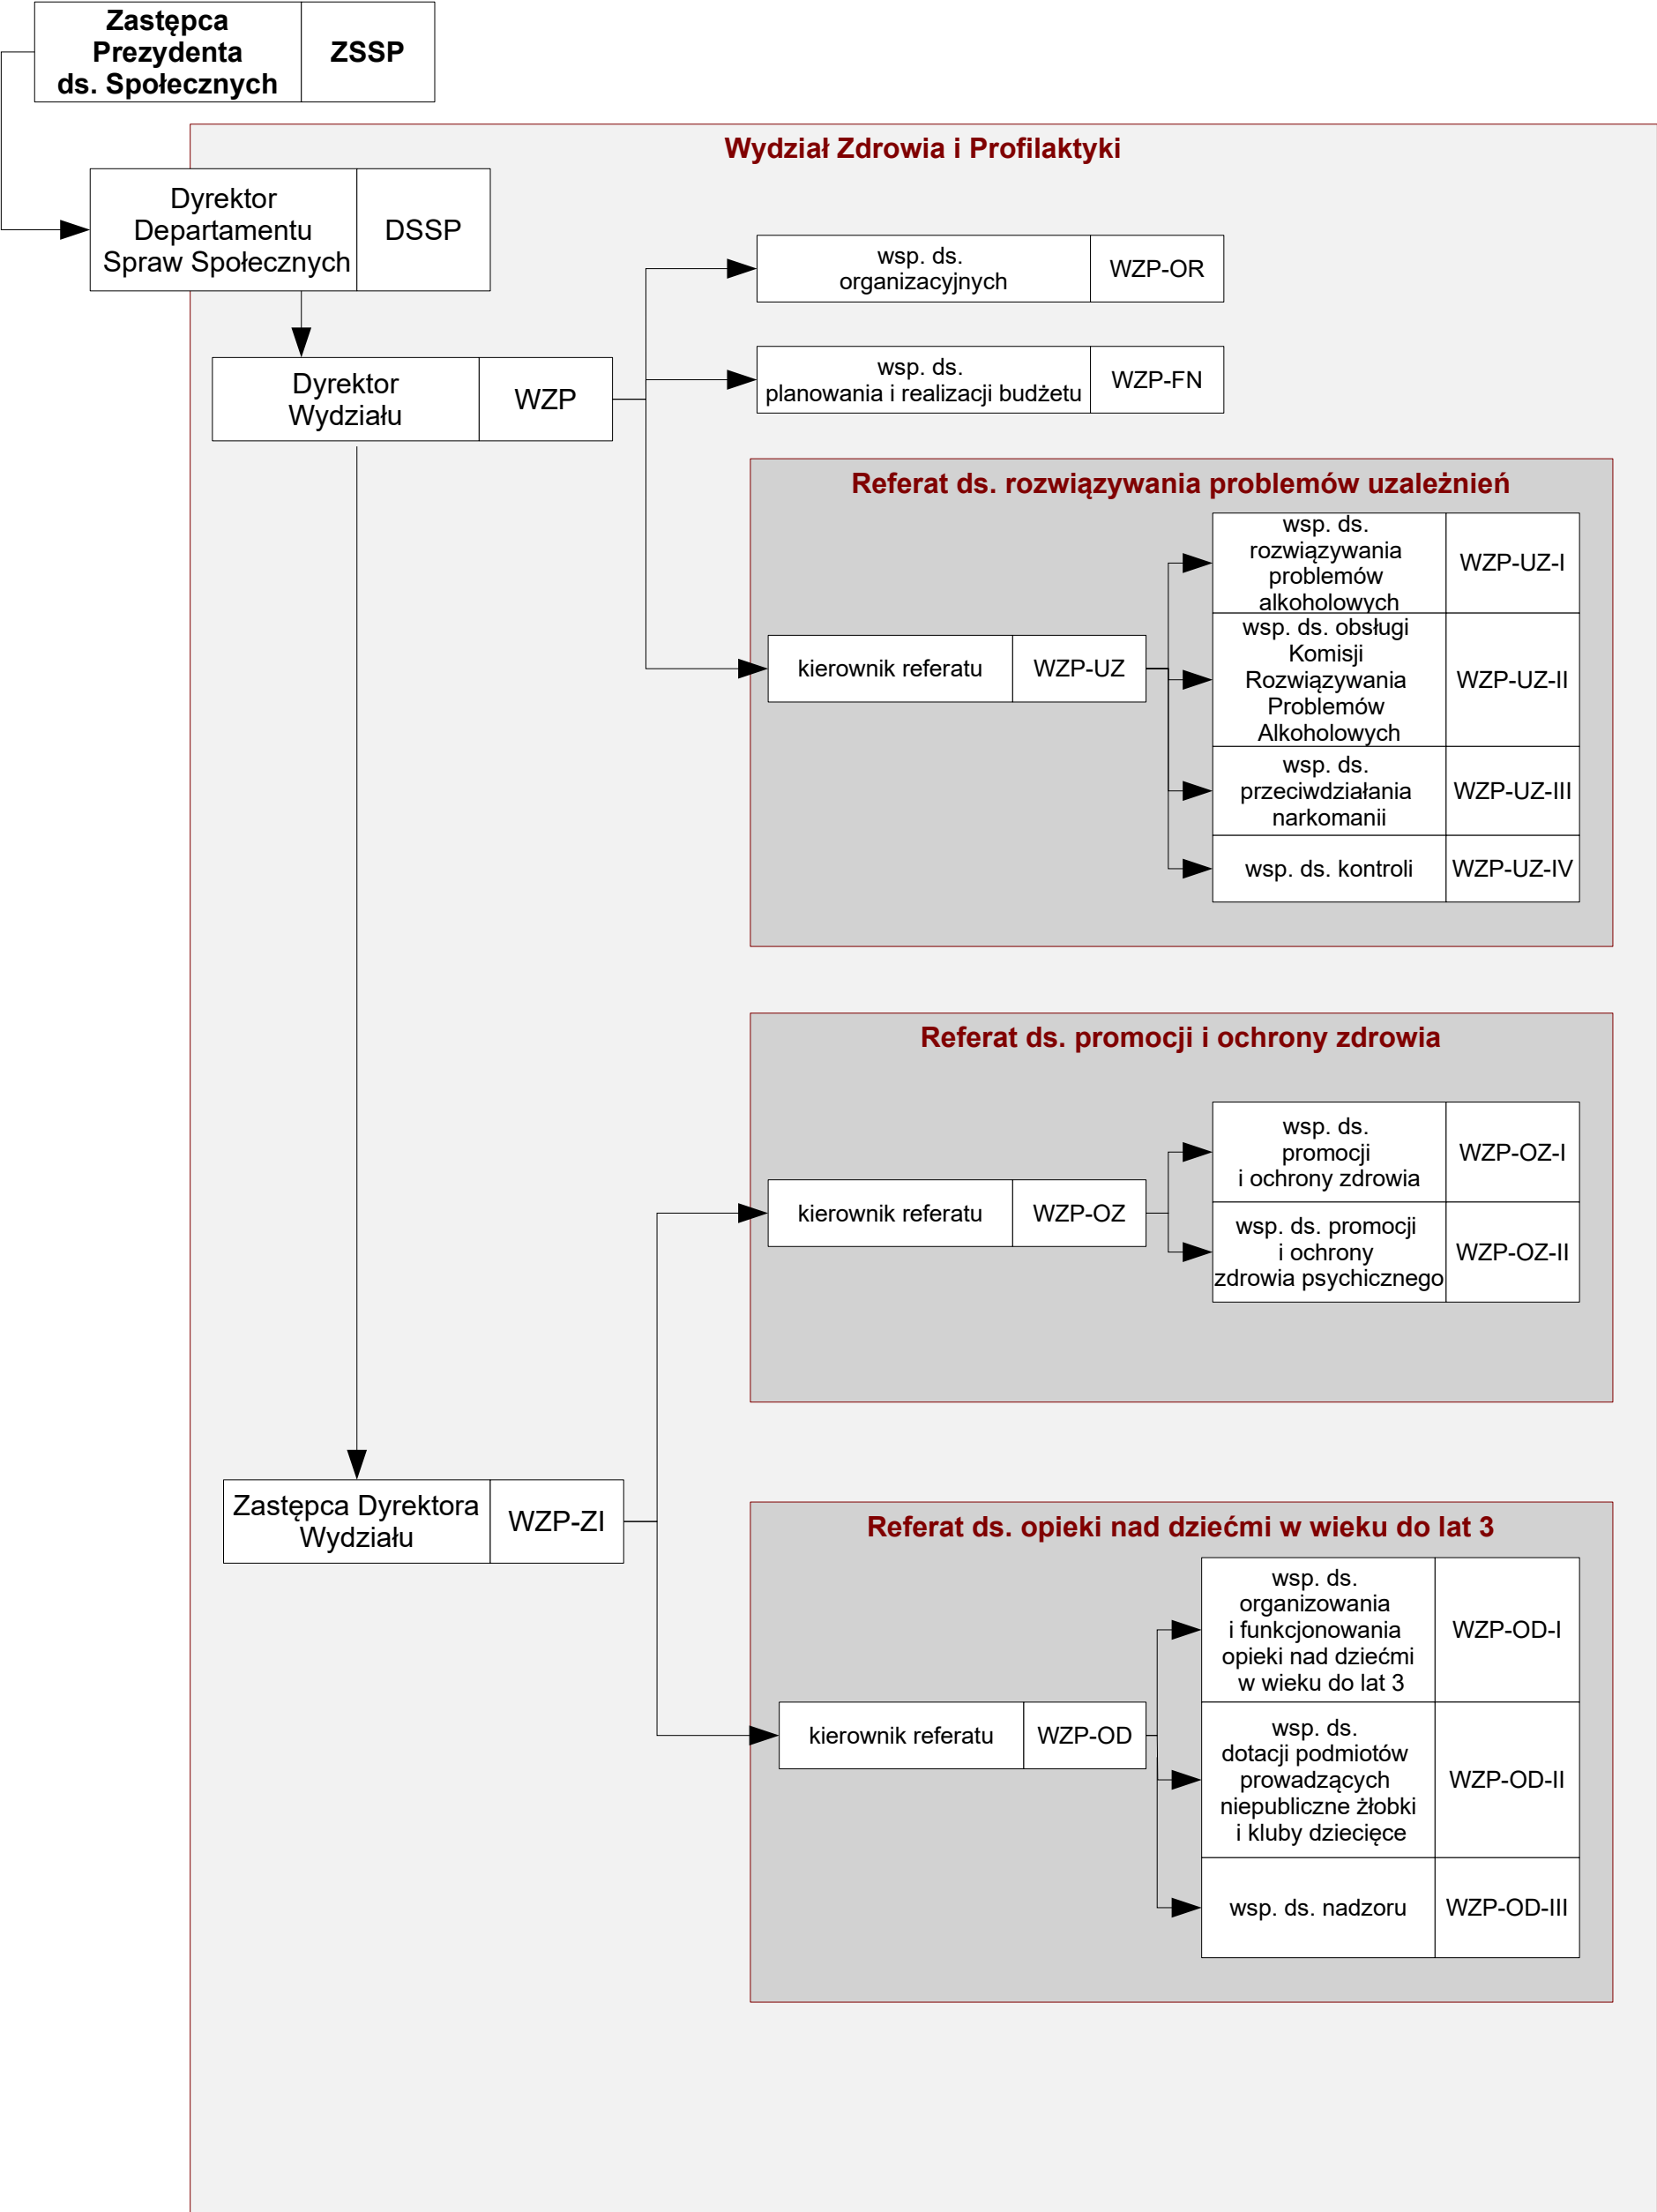 Zastępca
Prezydenta
ds. Społecznych
ZSSP
Wydział Zdrowia i Profilaktyki
Dyrektor
Departamentu
Spraw Społecznych
DSSP
wsp. ds.
organizacyjnych
WZP-OR
wsp. ds.
planowania i realizacji budżetu
WZP-FN
Dyrektor
Wydziału
WZP
Referat ds. rozwiązywania problemów uzależnień
kierownik referatu
WZP-UZ
wsp. ds.
rozwiązywania
problemów
alkoholowych
WZP-UZ-I
wsp. ds. obsługi
Komisji
Rozwiązywania
Problemów
Alkoholowych
WZP-UZ-II
wsp. ds.
przeciwdziałania
narkomanii
WZP-UZ-III
wsp. ds. kontroli
WZP-UZ-IV
Referat ds. promocji i ochrony zdrowia
kierownik referatu
WZP-OZ
wsp. ds.
promocji
i ochrony zdrowia
WZP-OZ-I
wsp. ds. promocji
i ochrony
zdrowia psychicznego
WZP-OZ-II
Zastępca Dyrektora
Wydziału
WZP-ZI
Referat ds. opieki nad dziećmi w wieku do lat 3
kierownik referatu
WZP-OD
wsp. ds.
organizowania
i funkcjonowania
opieki nad dziećmi
w wieku do lat 3
WZP-OD-I
wsp. ds.
dotacji podmiotów
prowadzących
niepubliczne żłobki
i kluby dziecięce
WZP-OD-II
wsp. ds. nadzoru
WZP-OD-III